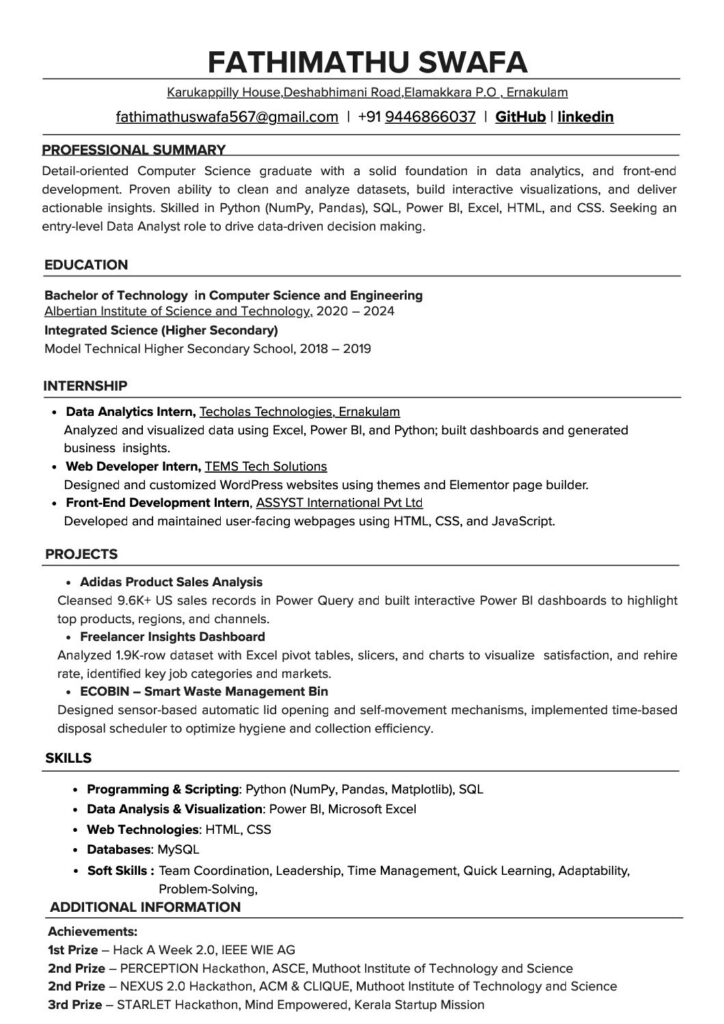 FATHIMATHU SWAFA
Karukappilly House,Deshabhimani Road,Elamakkara P.O , Ernakulam
fathimathuswafa567@gmail.com | +91 9446866037 | GitHub | linkedin
PROFESSIONAL SUMMARY
Detail-oriented Computer Science graduate with a solid foundation in data analytics, and front-end
development. Proven ability to clean and analyze datasets, build interactive visualizations, and deliver
actionable insights. Skilled in Python (NumPy, Pandas), SQL, Power BI, Excel, HTML, and CSS. Seeking an
entry-level Data Analyst role to drive data-driven decision making.
EDUCATION
Bachelor of Technology in Computer Science and Engineering
Albertian Institute of Science and Technology, 2020 – 2024
Integrated Science (Higher Secondary)
Model Technical Higher Secondary School, 2018 – 2019
INTERNSHIP
• Data Analytics Intern, Techolas Technologies, Ernakulam
Analyzed and visualized data using Excel, Power BI, and Python; built dashboards and generated
business insights.
• Web Developer Intern, TEMS Tech Solutions
Designed and customized WordPress websites using themes and Elementor page builder.
• Front-End Development Intern, ASSYST International Pvt Ltd
Developed and maintained user-facing webpages using HTML, CSS, and JavaScript.
PROJECTS
• Adidas Product Sales Analysis
Cleansed 9.6K+ US sales records in Power Query and built interactive Power BI dashboards to highlight
top products, regions, and channels.
• Freelancer Insights Dashboard
Analyzed 1.9K-row dataset with Excel pivot tables, slicers, and charts to visualize satisfaction, and rehire
rate, identified key job categories and markets.
• ECOBIN – Smart Waste Management Bin
Designed sensor-based automatic lid opening and self-movement mechanisms, implemented time-based
disposal scheduler to optimize hygiene and collection efficiency.
SKILLS
• Programming & Scripting: Python (NumPy, Pandas, Matplotlib), SQL
• Data Analysis & Visualization: Power BI, Microsoft Excel
• Web Technologies: HTML, CSS
• Databases: MySQL
• Soft Skills : Team Coordination, Leadership, Time Management, Quick Learning, Adaptability,
Problem-Solving,
ADDITIONAL INFORMATION
Achievements:
1st Prize – Hack A Week 2.0, IEEE WIE AG
2nd Prize – PERCEPTION Hackathon, ASCE, Muthoot Institute of Technology and Science
2nd Prize – NEXUS 2.0 Hackathon, ACM & CLIQUE, Muthoot Institute of Technology and Science
3rd Prize – STARLET Hackathon, Mind Empowered, Kerala Startup Mission